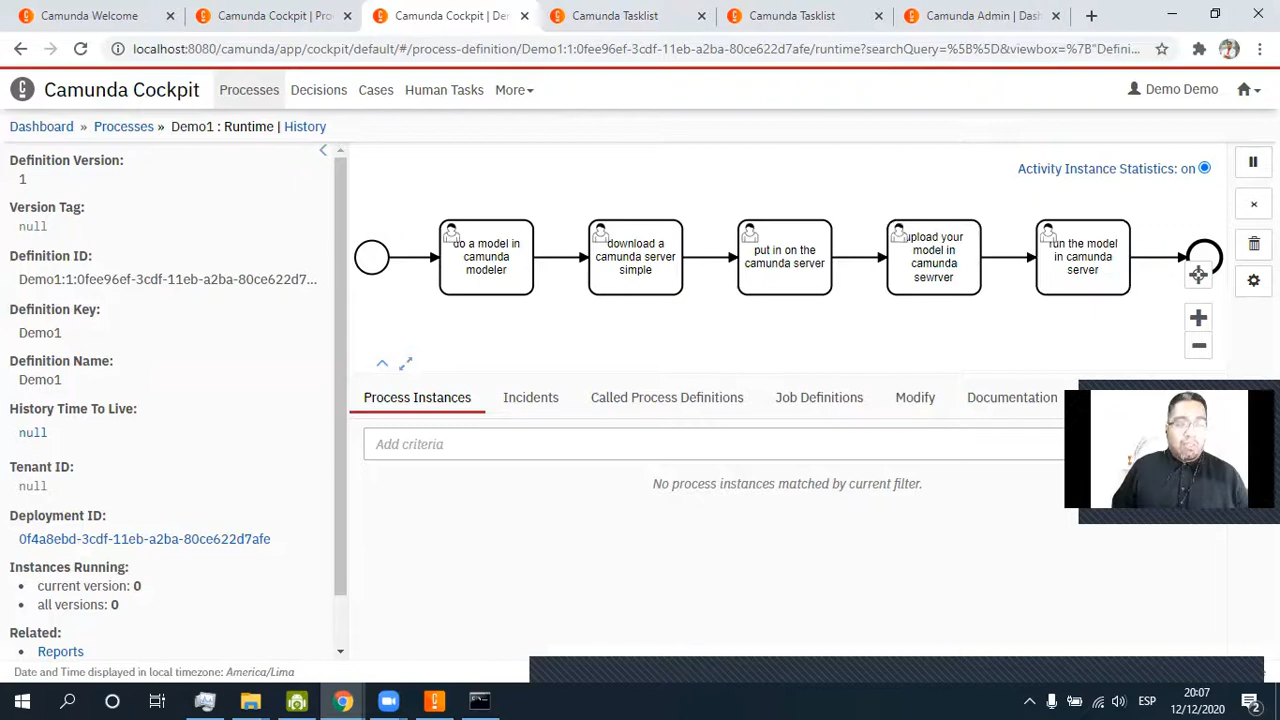 Camunda Welcome
Camunda Cockpit | Pro
Camunda Cockpit | Der
Camunda Tasklist
Camunda Tasklist
Camunda Admin | Dash
localhost:8080/camunda/app/cockpit/default/#/process-definition/Demo1:1:0fee96ef-3cdf-11eb-a2ba-80ce622d7afe/runtime?searchQuery=%5B%5D&viewbox=%7B"Defini...
Camunda Cockpit Processes Decisions Cases Human Tasks More Demo Demo
Dashboard » Processes » Demo1 : Runtime | History
Definition Version:
1
Version Tag:
null
Definition ID:
Demo1:1:0fee96ef-3cdf-11eb-a2ba-80ce622d7...
Definition Key:
Demo1
Definition Name:
Demo1
History Time To Live:
null
Tenant ID:
null
Deployment ID:
0f4a8ebd-3cdf-11eb-a2ba-80ce622d7afe
Instances Running:
• current version: 0
• all versions: 0
Related:
• Reports
Activity Instance Statistics: on
do a model in
camunda
modeler
download a
camunda server
simple
put in on the
camunda server
upload your
model in
camunda
sewrver
run the model
in camunda
server
Process Instances Incidents Called Process Definitions Job Definitions Modify Documentation
Add criteria
No process instances matched by current filter.
Date and Time displayed in local timezone: America/Lima
ESP
20:07
12/12/2020
2